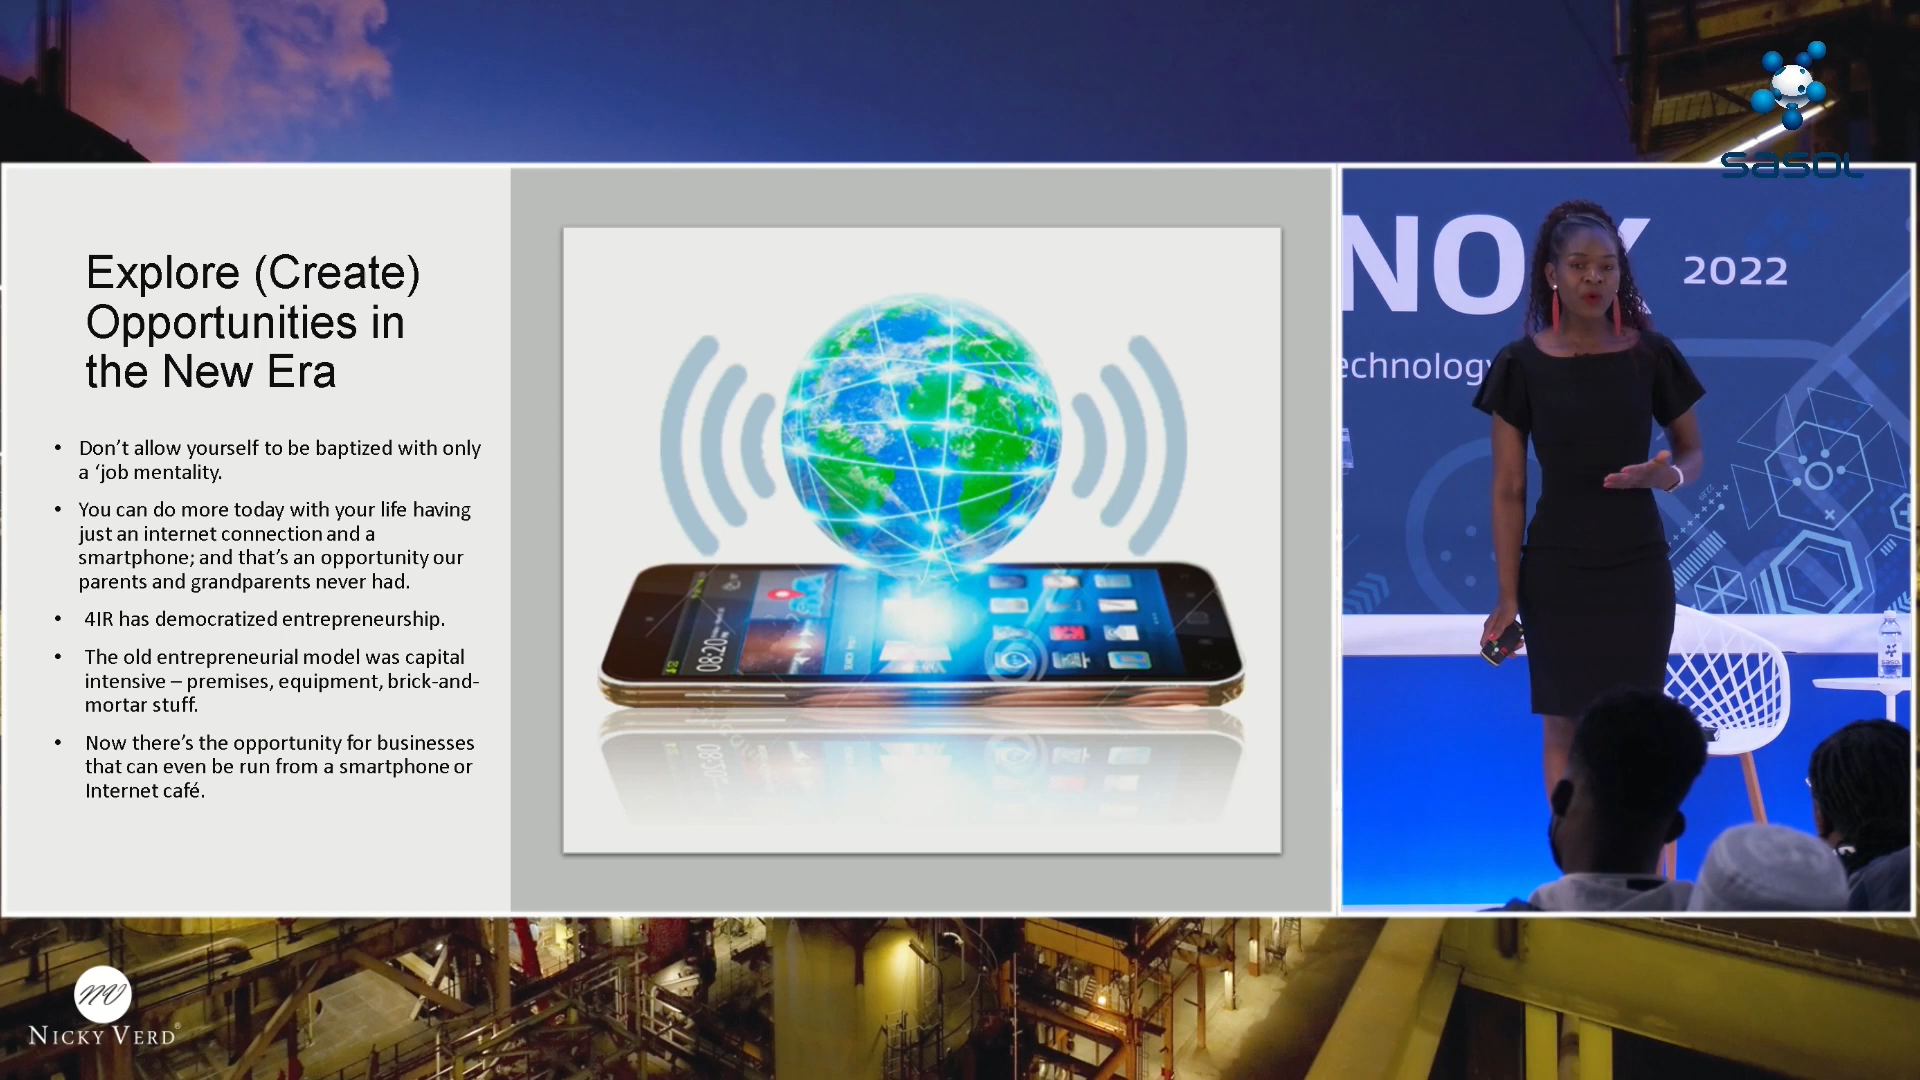 sasol
Explore (Create)
Opportunities in
the New Era
• Don’t allow yourself to be baptized with only
a ‘job mentality.
• You can do more today with your life having
just an internet connection and a
smartphone; and that’s an opportunity our
parents and grandparents never had.
• 4IR has democratized entrepreneurship.
• The old entrepreneurial model was capital
intensive – premises, equipment, brick-and-
mortar stuff.
• Now there’s the opportunity for businesses
that can even be run from a smartphone or
Internet café.
08:20
NO
2022
echnology
sasol
NV
NICKY VERD®